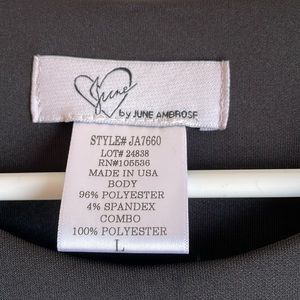 June
by JUNE AMBROSE
STYLE# JA7660
LOT# 24838
RN#105536
MADE IN USA
BODY
96% POLYESTER
4% SPANDEX
COMBO
100% POLYESTER
L